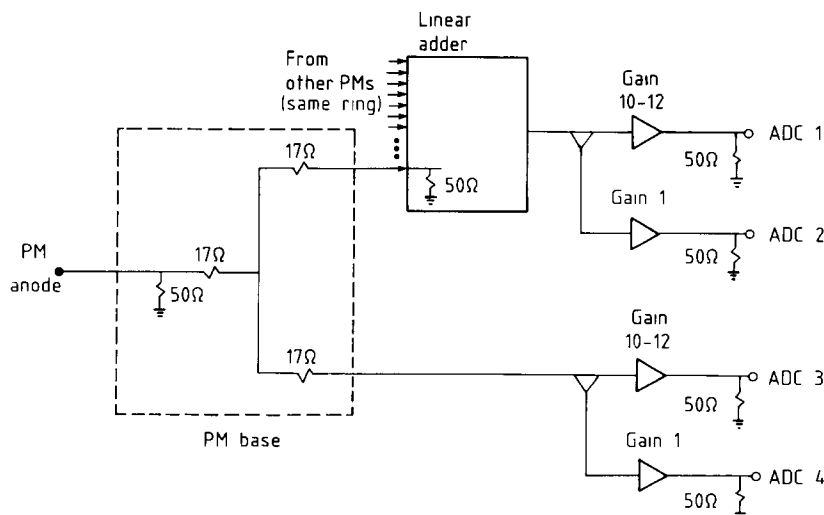 Linear
adder
From
other PMs
(same ring)
Gain
10-12
ADC 1
50Ω
17Ω
50Ω
Gain 1
ADC 2
50Ω
PM
anode
17Ω
50Ω
Gain
10-12
17Ω
ADC 3
50Ω
PM base
Gain 1
ADC 4
50Ω